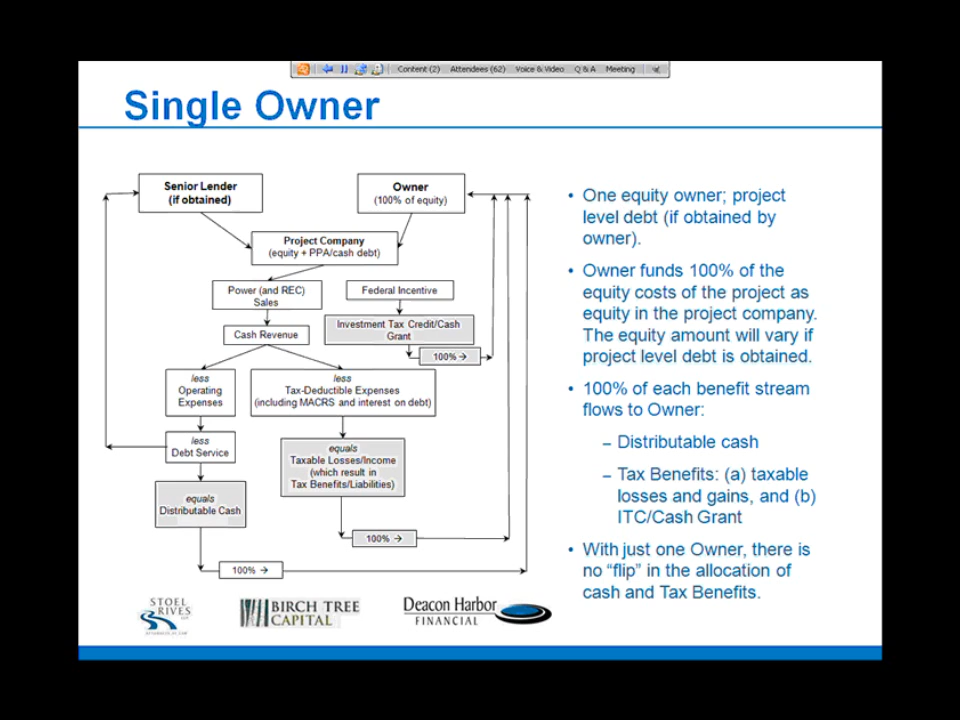 Content (2) Attendees (62) Voice & Video Q & A Meeting
Single Owner
Senior Lender
(if obtained)
Owner
(100% of equity)
Project Company
(equity + PPA/cash debt)
Power (and REC)
Sales
Federal Incentive
Cash Revenue
Investment Tax Credit/Cash
Grant
100% →
less
Operating
Expenses
less
Tax-Deductible Expenses
(including MACRS and interest on debt)
less
Debt Service
equals
Taxable Losses/Income
(which result in
Tax Benefits/Liabilities)
equals
Distributable Cash
100% →
100% →
• One equity owner; project
level debt (if obtained by
owner).
• Owner funds 100% of the
equity costs of the project as
equity in the project company.
The equity amount will vary if
project level debt is obtained.
• 100% of each benefit stream
flows to Owner:
– Distributable cash
– Tax Benefits: (a) taxable
losses and gains, and (b)
ITC/Cash Grant
• With just one Owner, there is
no “flip” in the allocation of
cash and Tax Benefits.
STOEL
RIVES
LLP
ATTORNEYS AT LAW
BIRCH TREE
CAPITAL
Deacon Harbor
FINANCIAL